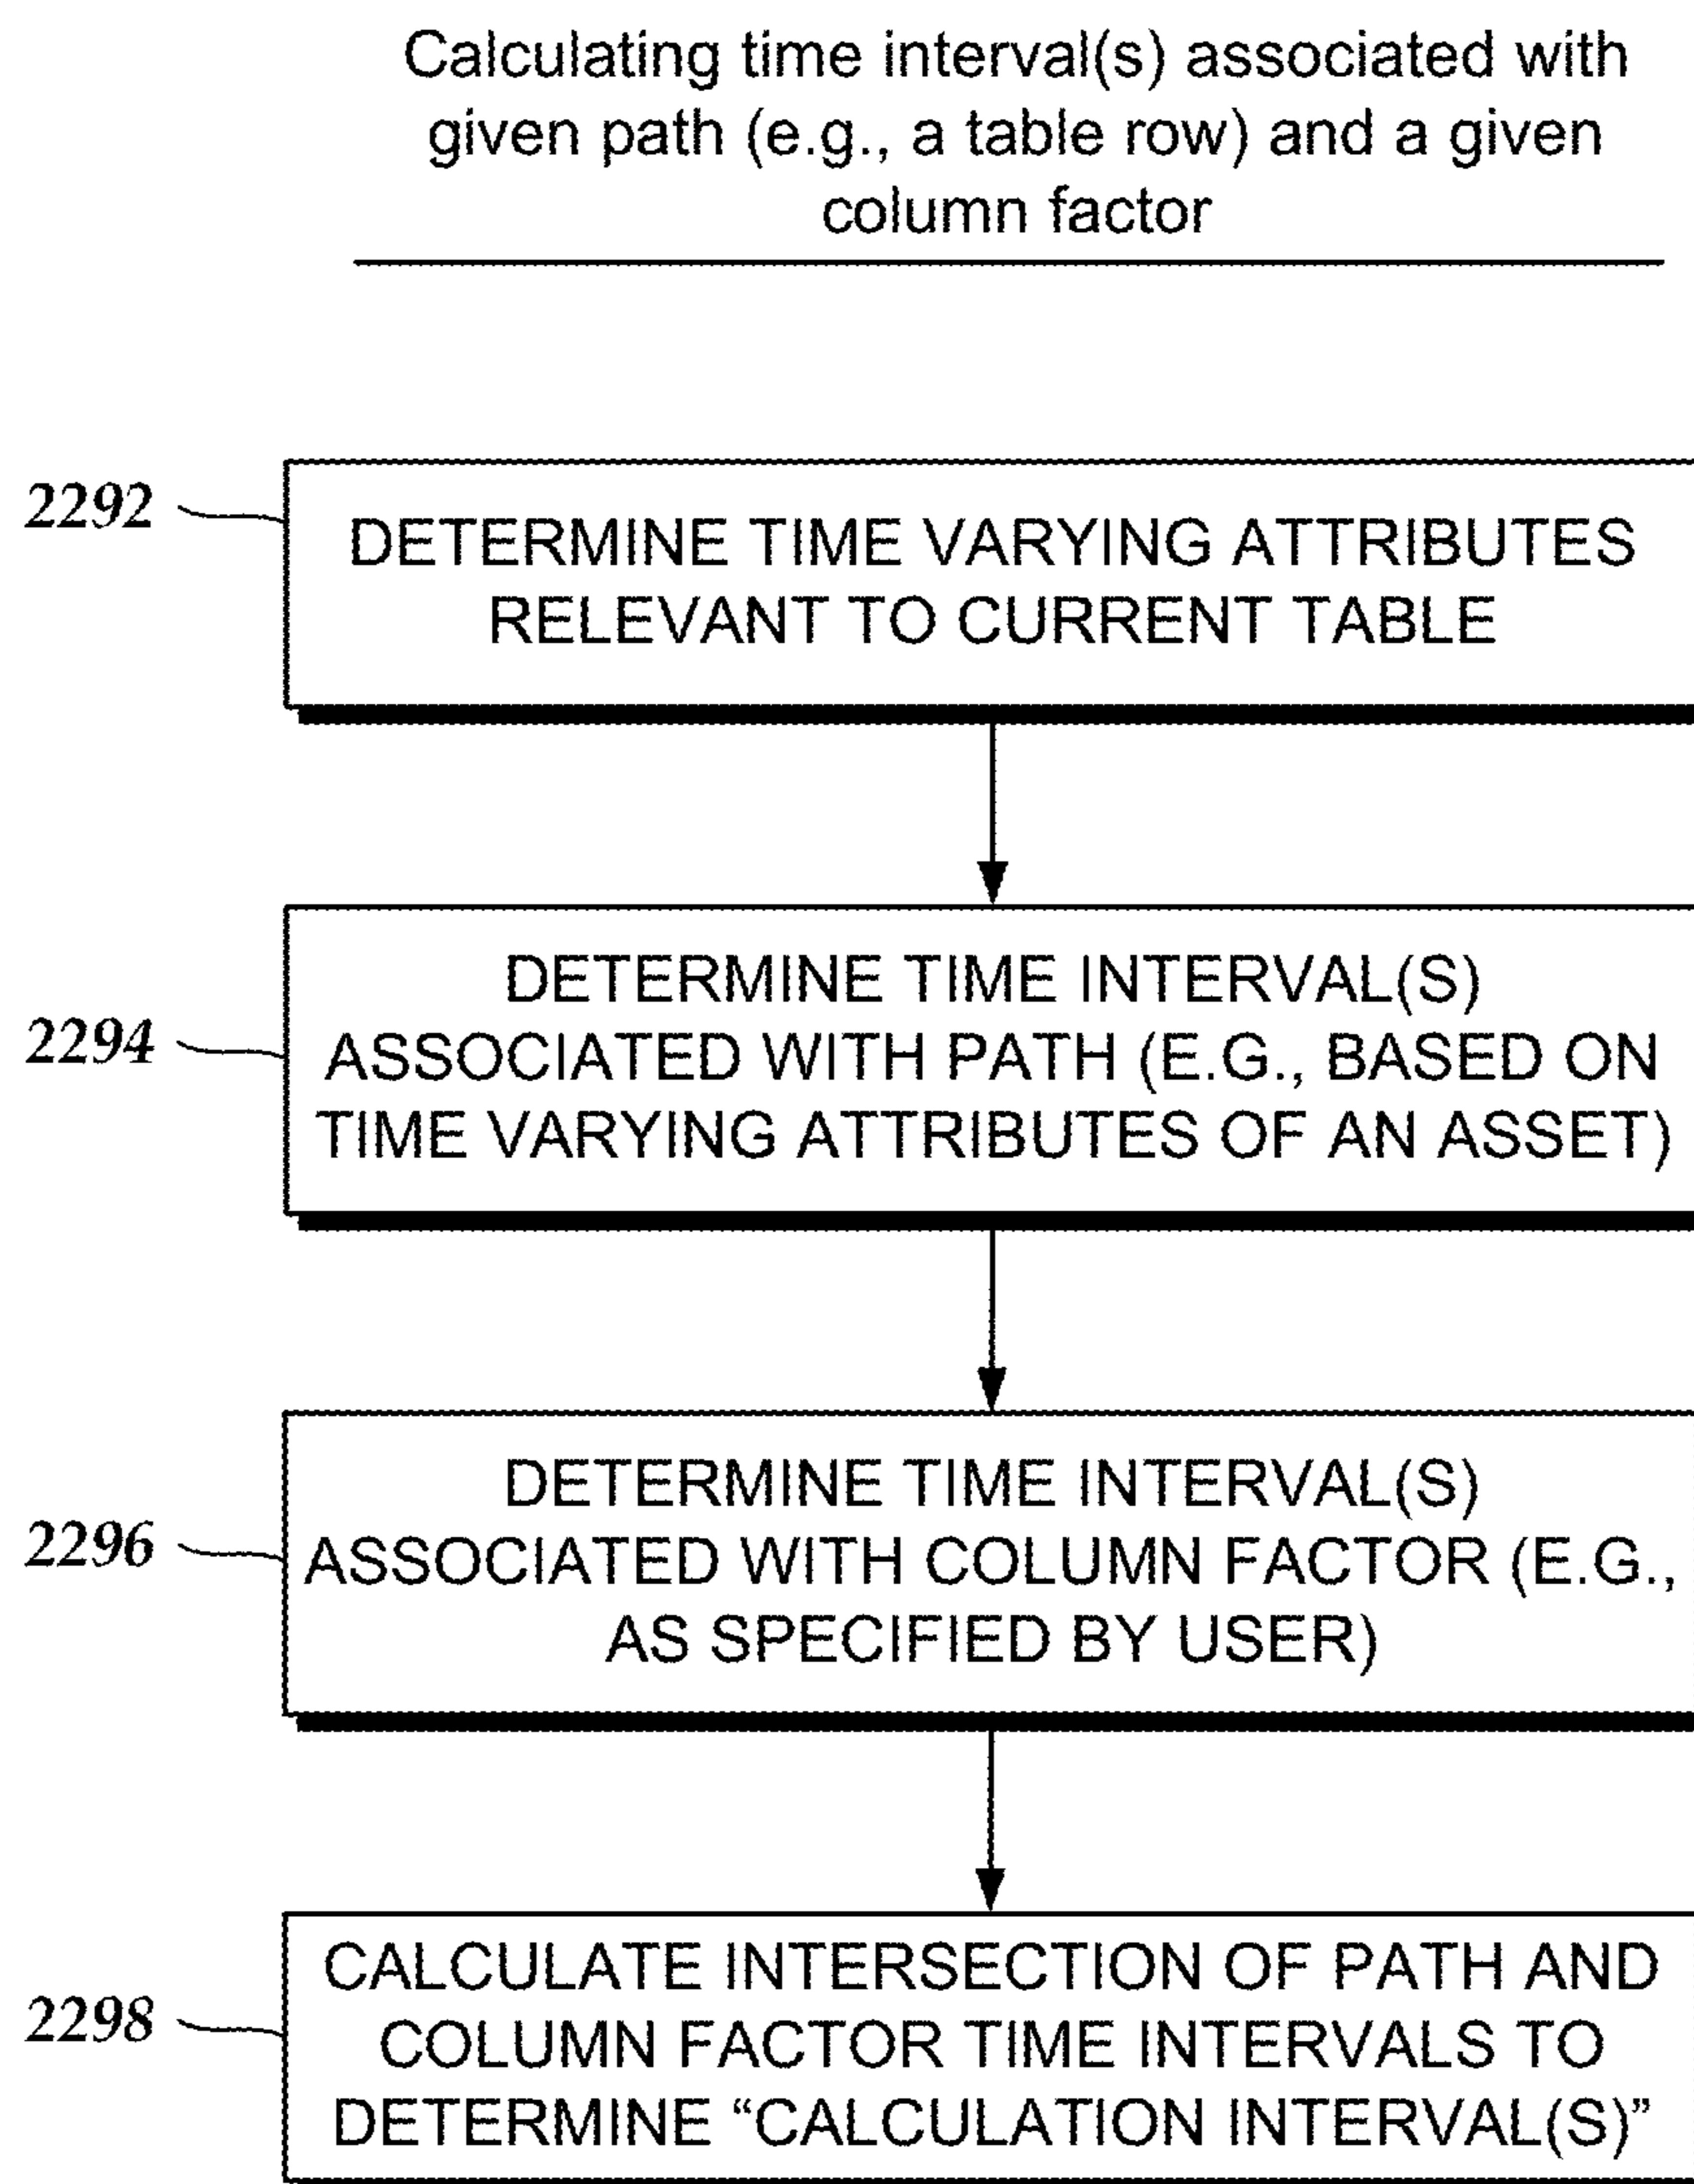 Calculating time interval(s) associated with
given path (e.g., a table row) and a given
column factor
2292
DETERMINE TIME VARYING ATTRIBUTES
RELEVANT TO CURRENT TABLE
2294
DETERMINE TIME INTERVAL(S)
ASSOCIATED WITH PATH (E.G., BASED ON
TIME VARYING ATTRIBUTES OF AN ASSET)
2296
DETERMINE TIME INTERVAL(S)
ASSOCIATED WITH COLUMN FACTOR (E.G.,
AS SPECIFIED BY USER)
2298
CALCULATE INTERSECTION OF PATH AND
COLUMN FACTOR TIME INTERVALS TO
DETERMINE “CALCULATION INTERVAL(S)”